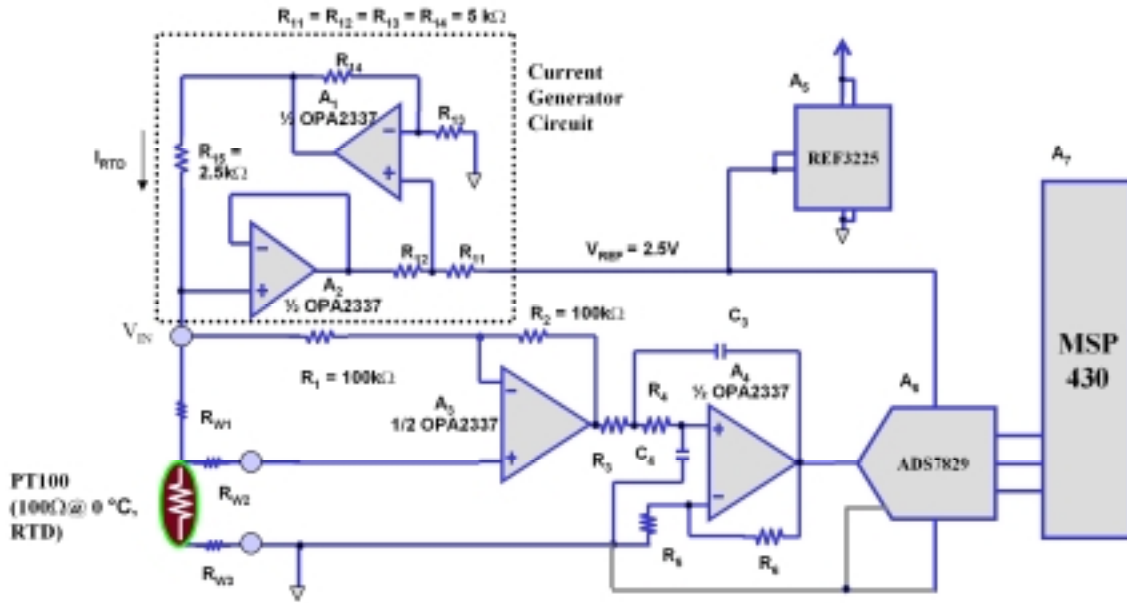 R11 = R12 = R13 = R14 = 5 kΩ
R14
A1
½ OPA2337
R13
Current
Generator
Circuit
IRTD
R15 =
2.5kΩ
A5
REF3225
A7
R12
R11
VREF = 2.5V
A2
½ OPA2337
VIN
R2 = 100kΩ
C3
R1 = 100kΩ
A4
½ OPA2337
MSP
430
RW1
A3
1/2 OPA2337
R4
A6
R3
C4
ADS7829
PT100
(100Ω @ 0 °C,
RTD)
RW2
RW3
R5
R6